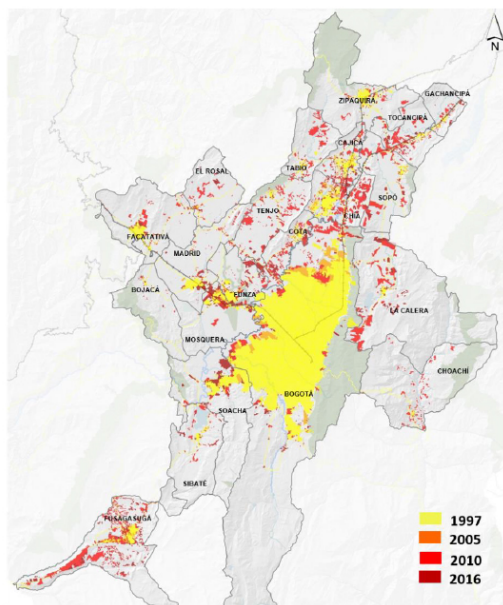 N
GACHANCIPÁ
ZIPAQUIRÁ
TOCANCIPÁ
CAJICÁ
TABIO
EL ROSAL
SOPÓ
TENJO
CHÍA
COTA
FACATATIVÁ
MADRID
BOJACÁ
FUNZA
LA CALERA
MOSQUERA
CHOACHÍ
BOGOTÁ
SOACHA
SIBATÉ
FUSAGASUGÁ
1997
2005
2010
2016